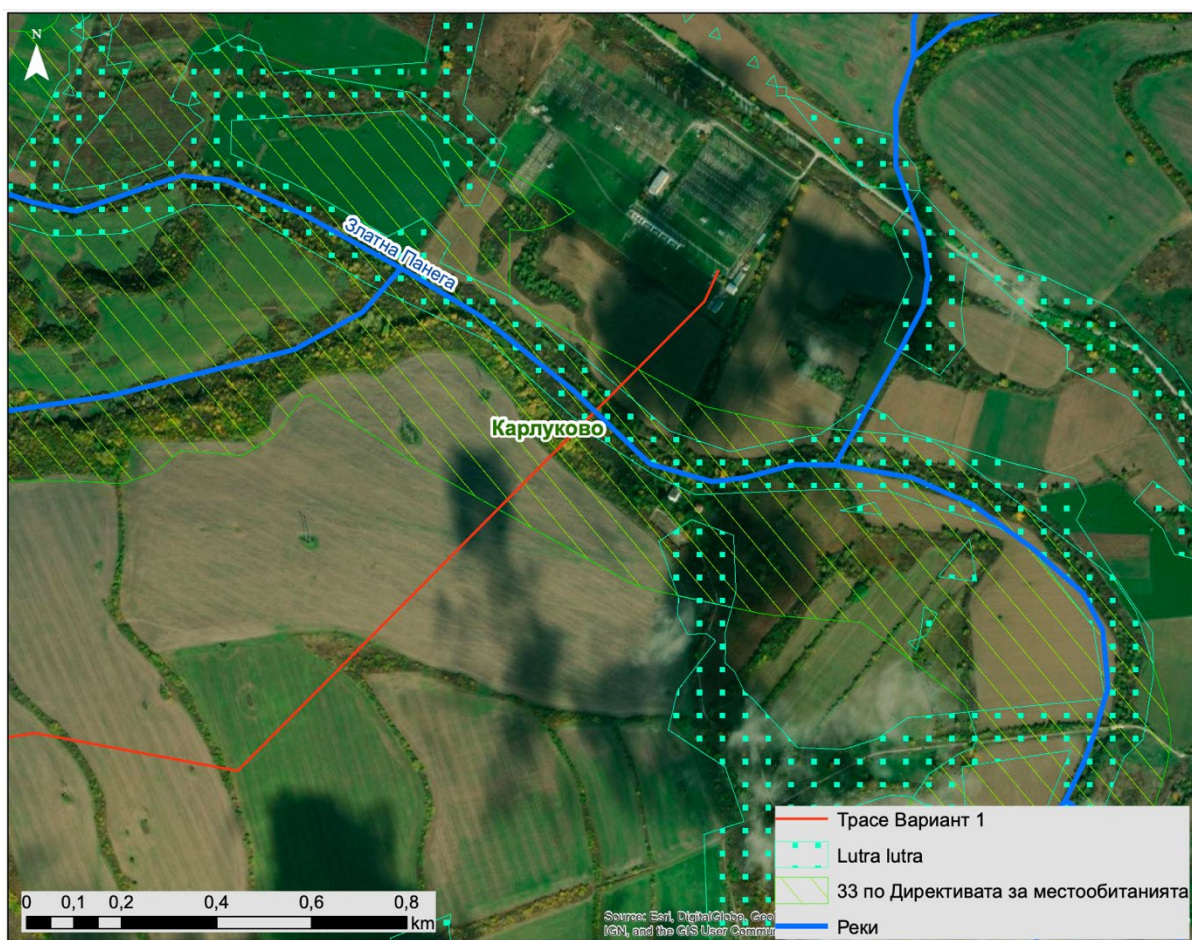 N
Златна Панега
Карлуково
Трасе Вариант 1
Lutra lutra
33 по Директивата за местообитанията
Реки
0 0,1 0,2 0,4 0,6 0,8
km
Source: Esri, DigitalGlobe, Geo
IGN, and the GIS User Commun